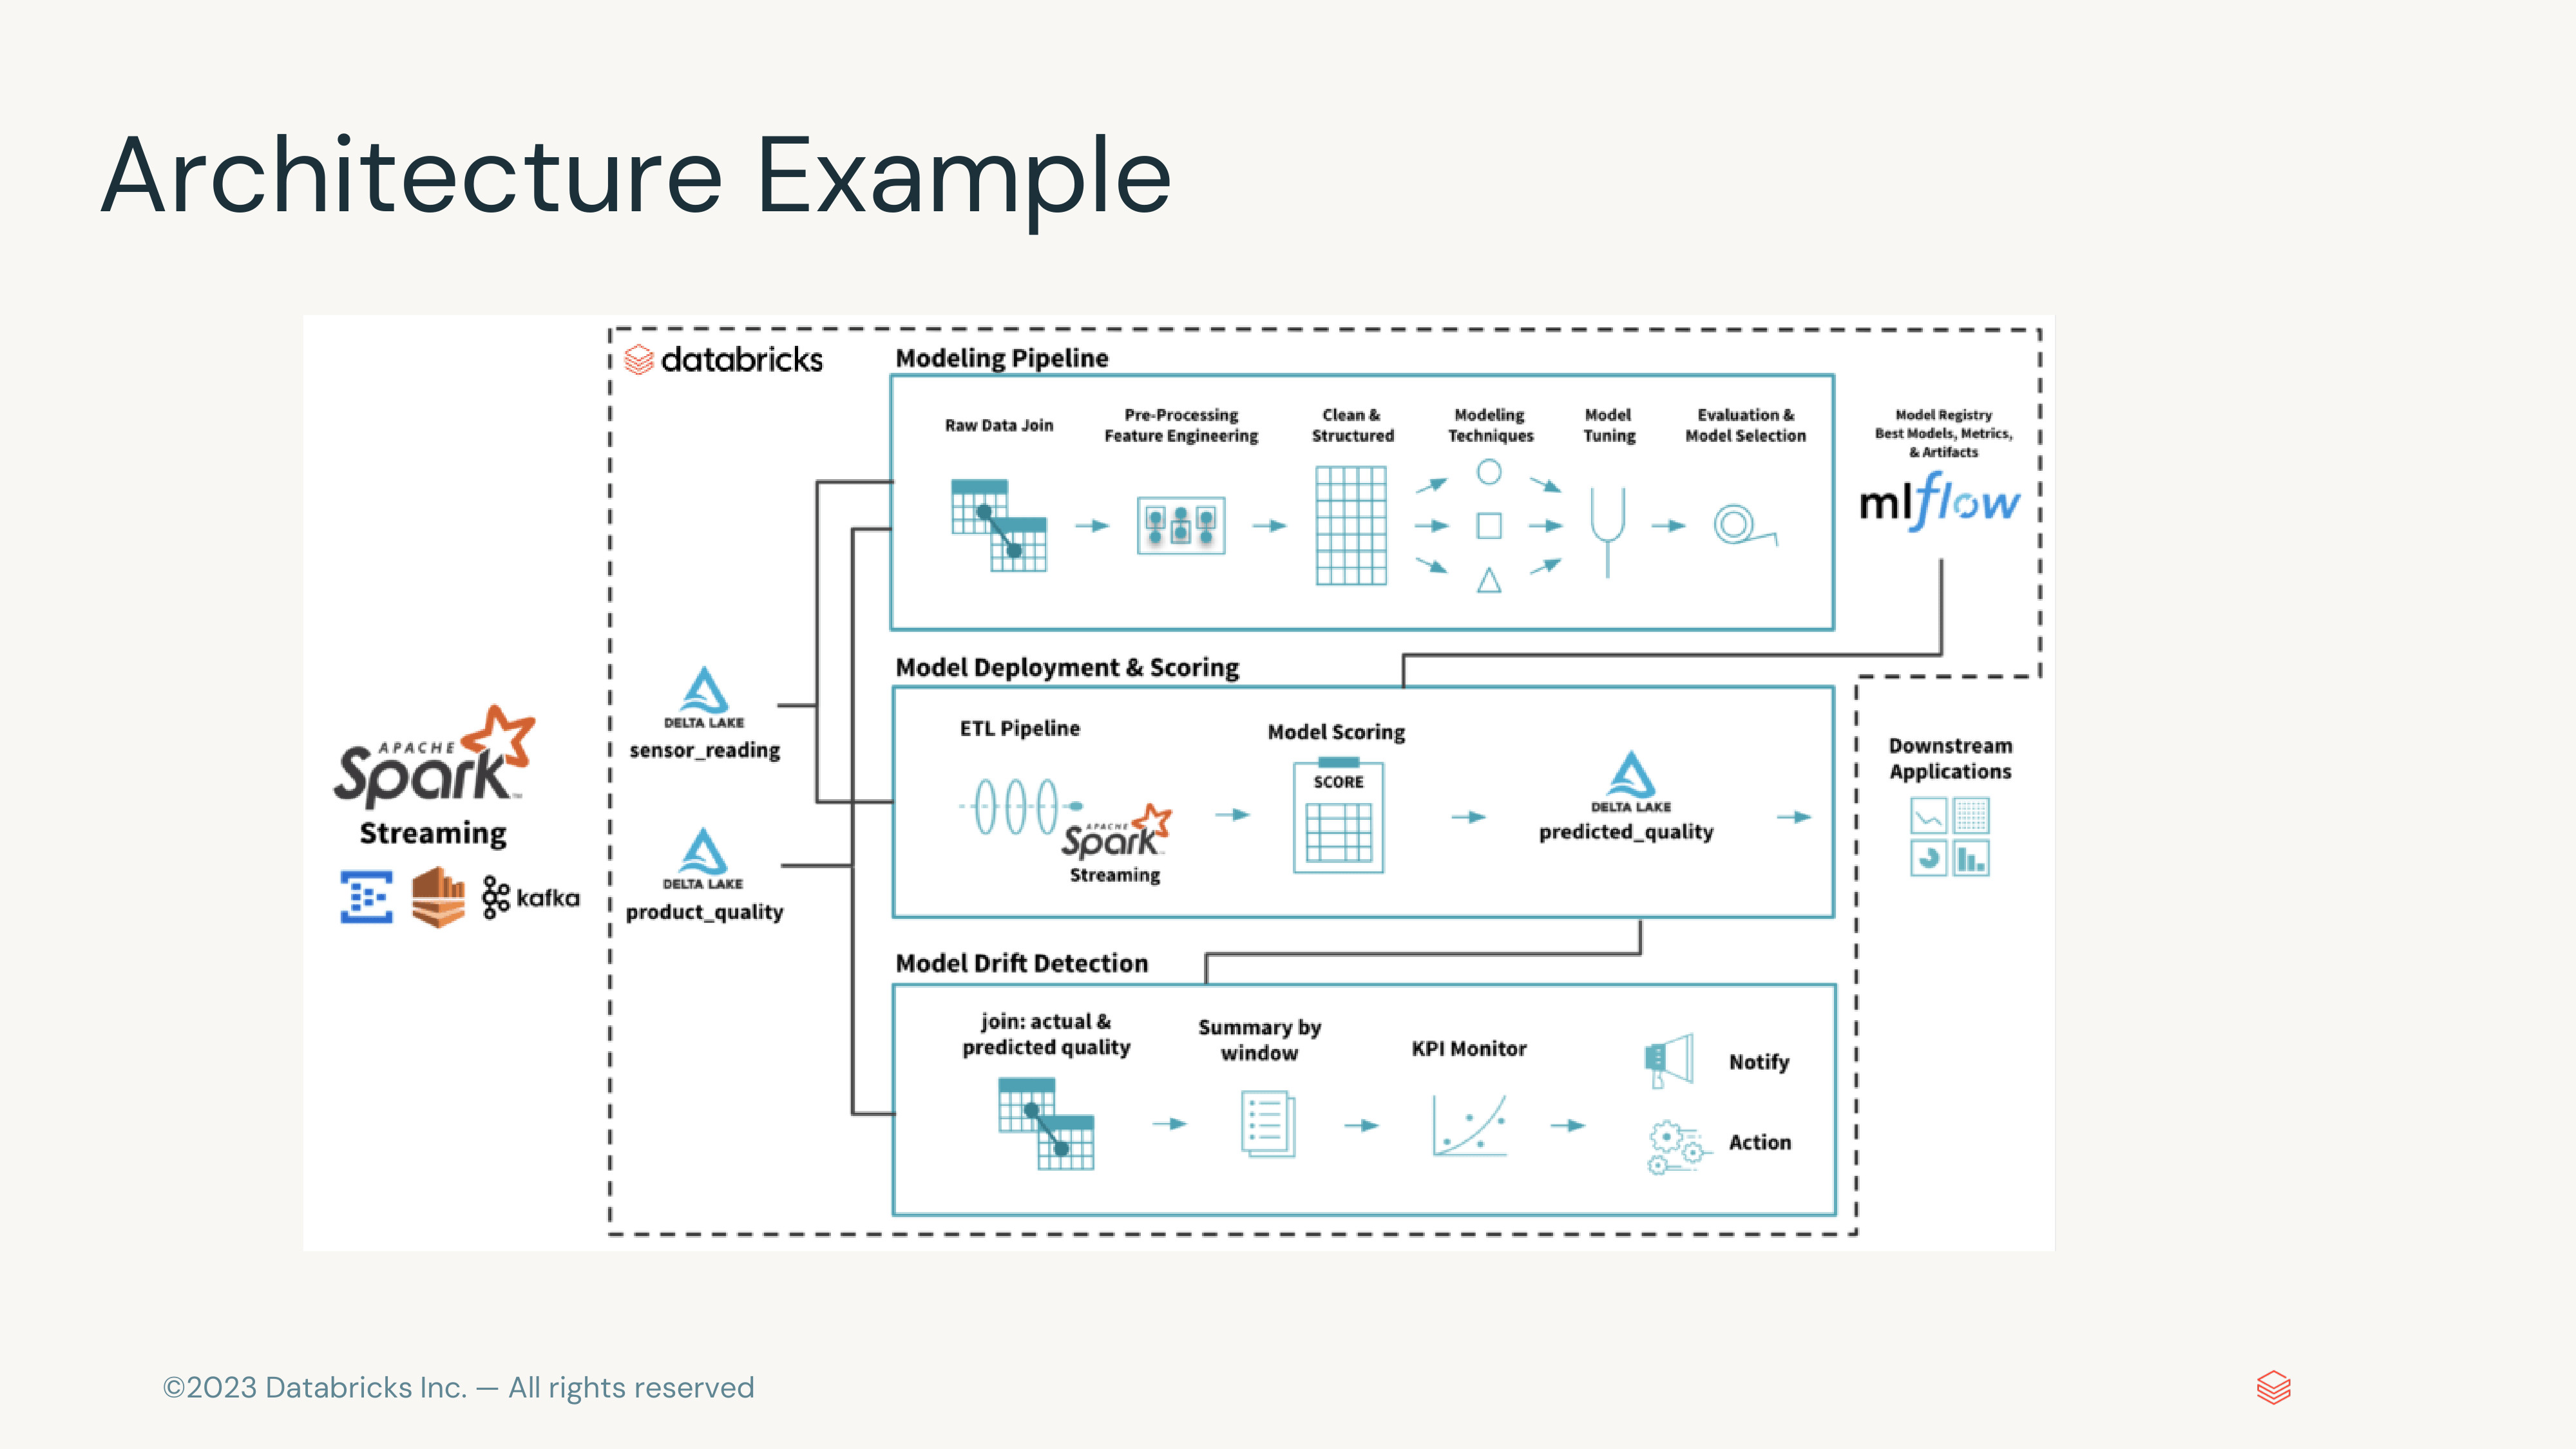 Architecture Example
databricks
Modeling Pipeline
Raw Data Join
Pre-Processing
Feature Engineering
Clean &
Structured
Modeling
Techniques
Model
Tuning
Evaluation &
Model Selection
Model Registry
Best Models, Metrics,
& Artifacts
mlflow
APACHE
Spark™
Streaming
kafka
DELTA LAKE
sensor_reading
DELTA LAKE
product_quality
Model Deployment & Scoring
ETL Pipeline
APACHE
Spark
Streaming
Model Scoring
SCORE
DELTA LAKE
predicted_quality
Downstream
Applications
Model Drift Detection
join: actual &
predicted quality
Summary by
window
KPI Monitor
Notify
Action
©2023 Databricks Inc. — All rights reserved